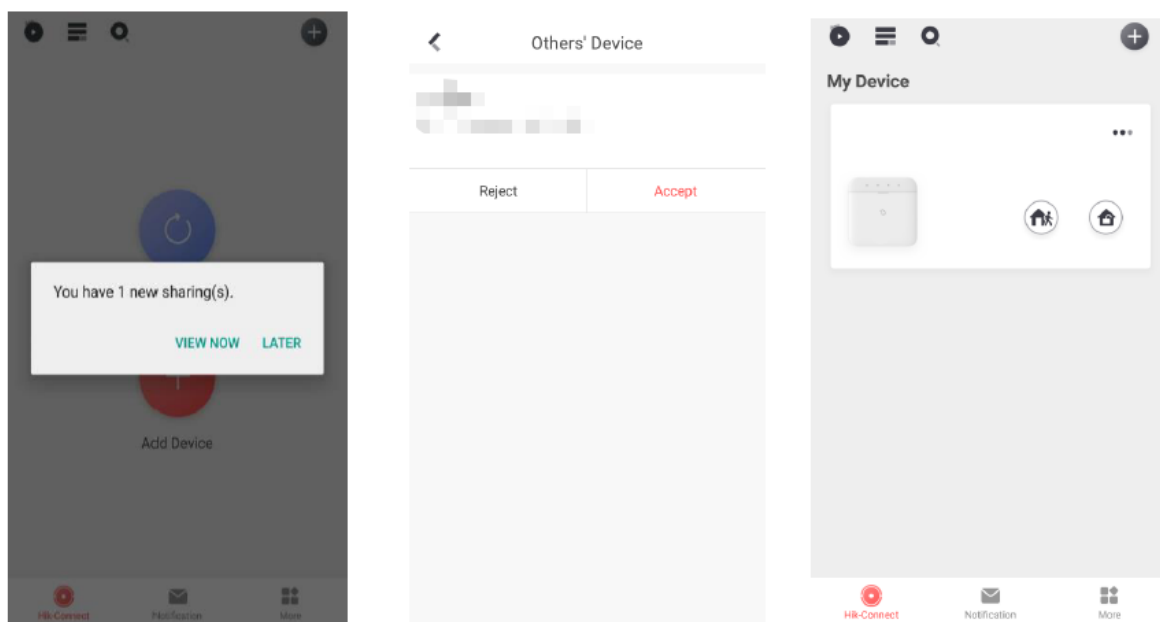 You have 1 new sharing(s).
VIEW NOW LATER
Add Device
Hik-Connect Notification More
Others' Device
Reject Accept
My Device
Hik-Connect Notification More